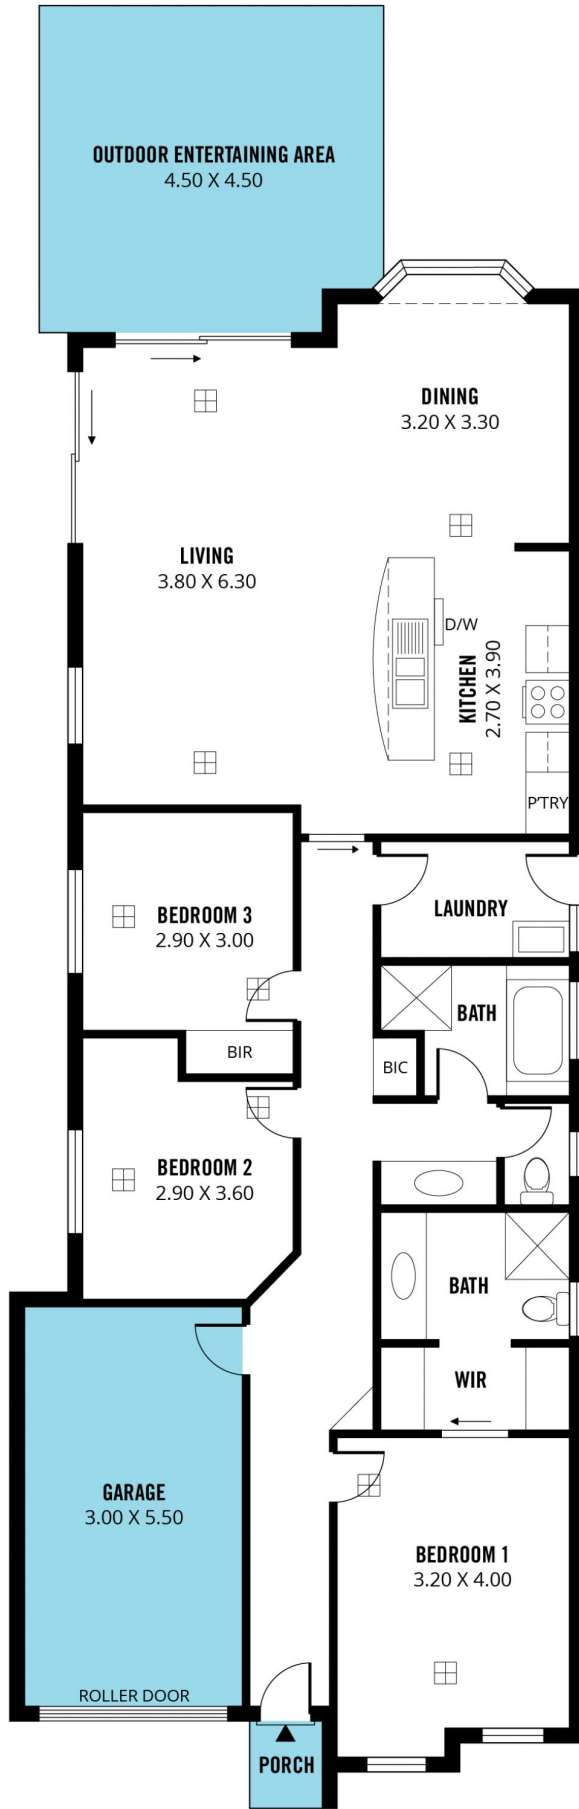 OUTDOOR ENTERTAINING AREA
4.50 X 4.50
DINING
3.20 X 3.30
LIVING
3.80 X 6.30
D/W
KITCHEN
2.70 X 3.90
P'TRY
BEDROOM 3
2.90 X 3.00
LAUNDRY
BATH
BIR
BIC
BEDROOM 2
2.90 X 3.60
BATH
WIR
GARAGE
3.00 X 5.50
BEDROOM 1
3.20 X 4.00
ROLLER DOOR
PORCH